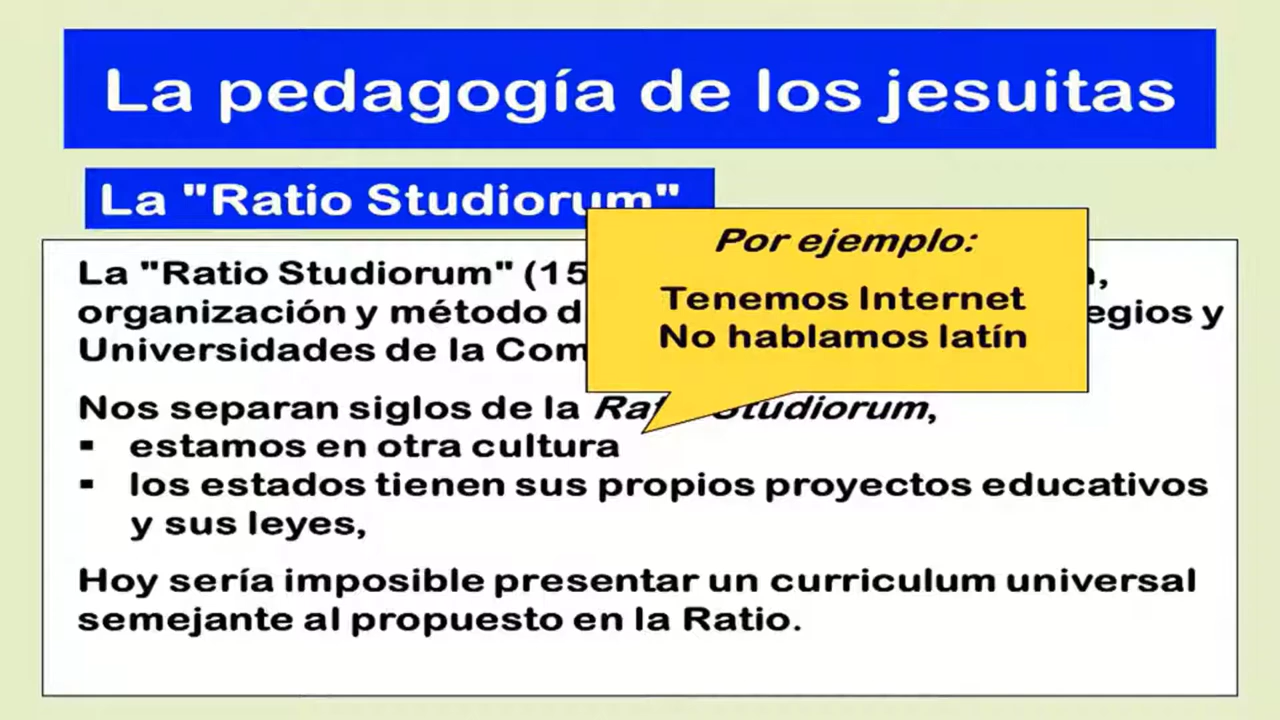 La pedagogía de los jesuitas
La "Ratio Studiorum"
Por ejemplo:
Tenemos Internet
No hablamos latín
La "Ratio Studiorum" (15
organización y método d egios y
Universidades de la Com
Nos separan siglos de la Studiorum,
▪ estamos en otra cultura
▪ los estados tienen sus propios proyectos educativos
y sus leyes,
Hoy sería imposible presentar un curriculum universal
semejante al propuesto en la Ratio.